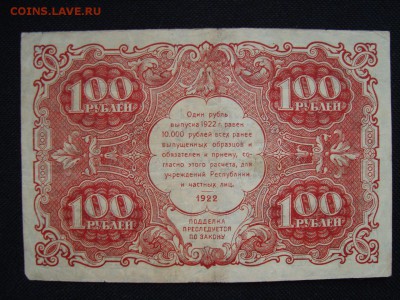 COINS.LAVE.RU
100 100
РУБЛЕЙ РУБЛЕЙ
Один рубль
выпуска 1922 г. равен
10.000 рублей всех ранее
выпущенных образцов и
обязателен к приему, со-
гласно этого расчета, для
учреждений Республики
и частных лиц.
1922
100 100
РУБЛЕЙ РУБЛЕЙ
ПОДДЕЛКА
ПРЕСЛЕДУЕТСЯ
ПО ЗАКОНУ.